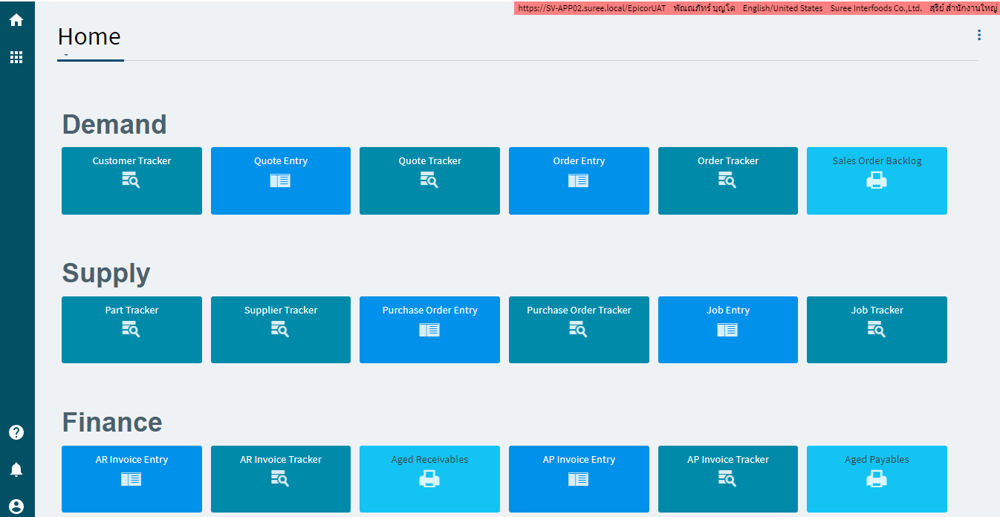 https://SV-APP02.suree.local/EpicorUAT พัณณภัทร์ บุญโต English/United States Suree Interfoods Co.,Ltd. สุรีย์ สำนักงานใหญ่
Home
Demand
Customer Tracker Quote Entry Quote Tracker Order Entry Order Tracker Sales Order Backlog
Supply
Part Tracker Supplier Tracker Purchase Order Entry Purchase Order Tracker Job Entry Job Tracker
Finance
AR Invoice Entry AR Invoice Tracker Aged Receivables AP Invoice Entry AP Invoice Tracker Aged Payables